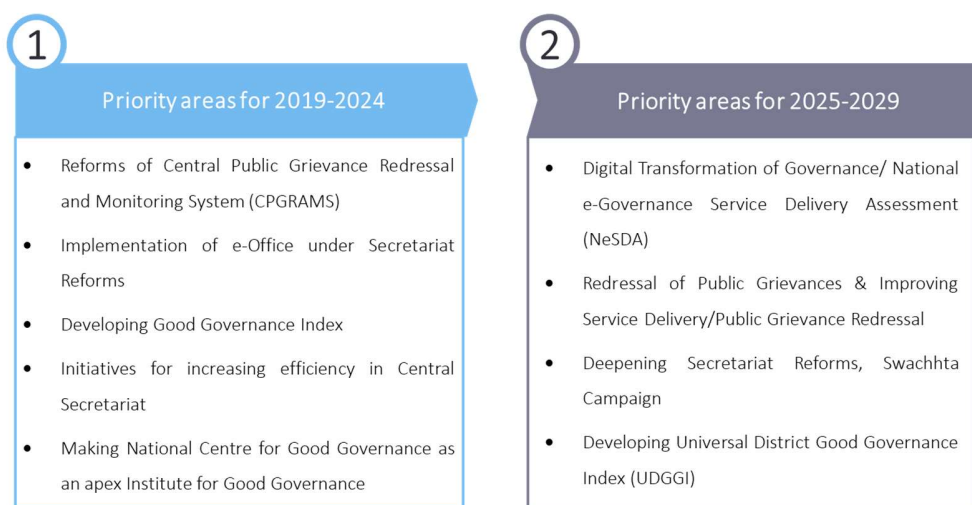 1
Priority areas for 2019-2024
• Reforms of Central Public Grievance Redressal
and Monitoring System (CPGRAMS)
• Implementation of e-Office under Secretariat
Reforms
• Developing Good Governance Index
• Initiatives for increasing efficiency in Central
Secretariat
• Making National Centre for Good Governance as
an apex Institute for Good Governance
2
Priority areas for 2025-2029
• Digital Transformation of Governance/ National
e-Governance Service Delivery Assessment
(NeSDA)
• Redressal of Public Grievances & Improving
Service Delivery/Public Grievance Redressal
• Deepening Secretariat Reforms, Swachhta
Campaign
• Developing Universal District Good Governance
Index (UDGGI)